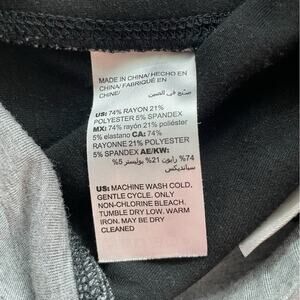 MADE IN CHINA/ HECHO EN
CHINA/ FABRIQUÉ EN
CHINE/
صنع في الصين
US: 74% RAYON 21%
POLYESTER 5% SPANDEX
MX: 74% rayón 21% poliéster
5% elastano CA: 74%
RAYONNE 21% POLYESTER
5% SPANDEX AE/KW:
74% رايون 21% بوليستر 5%
سباندیکس
US: MACHINE WASH COLD,
GENTLE CYCLE, ONLY
NON-CHLORINE BLEACH,
TUMBLE DRY LOW. WARM
IRON. MAY BE DRY
CLEANED